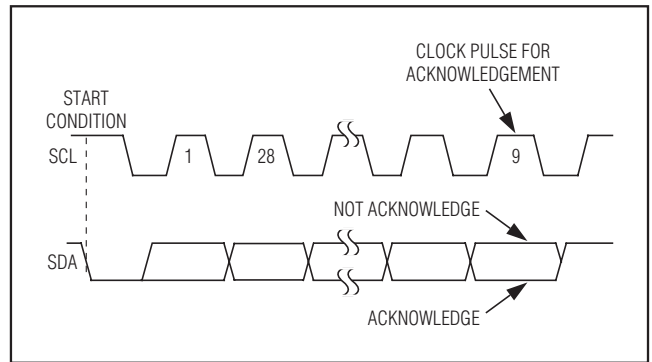 CLOCK PULSE FOR
ACKNOWLEDGEMENT
START
CONDITION
SCL
1
28
9
NOT ACKNOWLEDGE
SDA
ACKNOWLEDGE